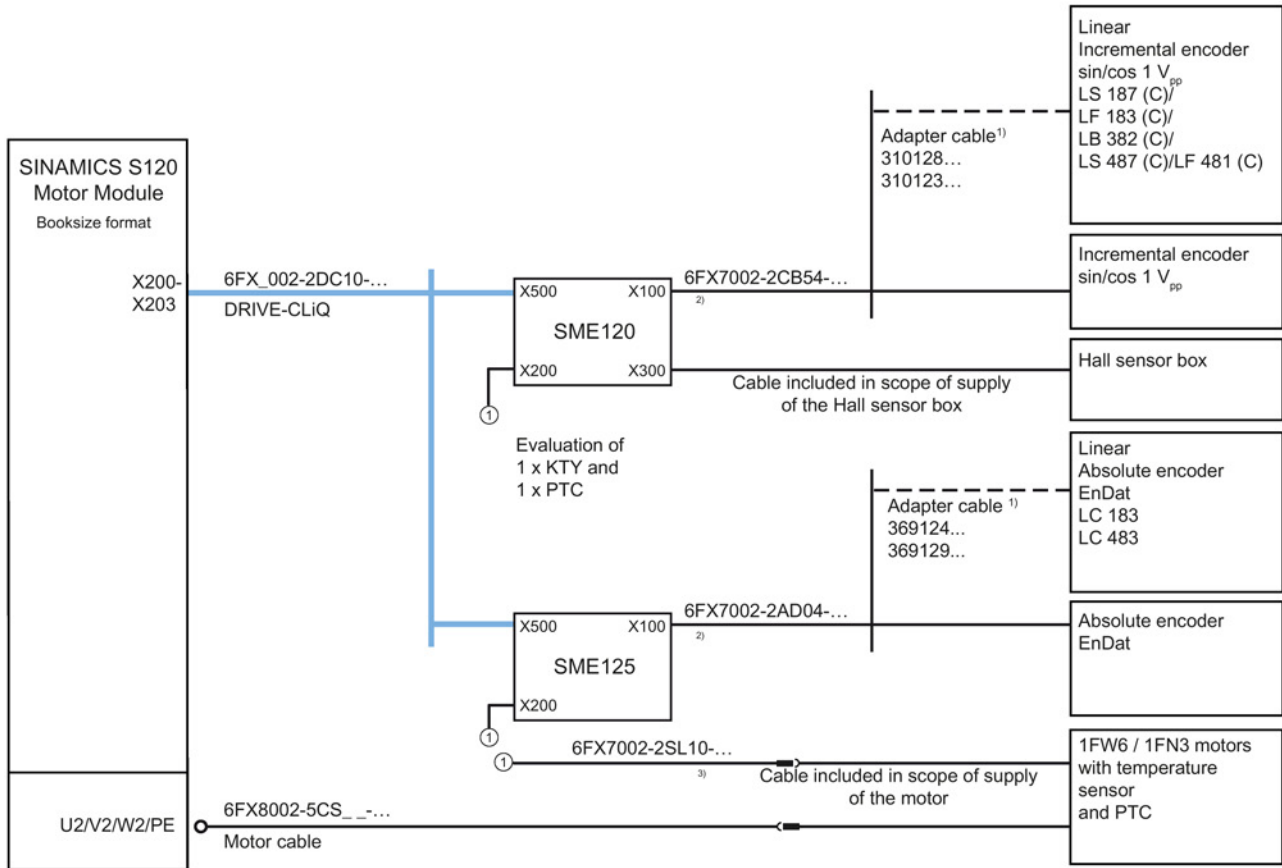 Linear
Incremental encoder
sin/cos 1 Vpp
LS 187 (C)/
LF 183 (C)/
LB 382 (C)/
LS 487 (C)/LF 481 (C)
Adapter cable1)
310128…
310123…
SINAMICS S120
Motor Module
Booksize format
X200-
X203
6FX_002-2DC10-…
DRIVE-CLiQ
X500
X100
SME120
X200
X300
6FX7002-2CB54-…
2)
Incremental encoder
sin/cos 1 Vpp
Cable included in scope of supply
of the Hall sensor box
Hall sensor box
1
Evaluation of
1 x KTY and
1 x PTC
Linear
Absolute encoder
EnDat
LC 183
LC 483
Adapter cable 1)
369124...
369129...
X500
X100
SME125
X200
6FX7002-2AD04-…
2)
Absolute encoder
EnDat
1
1
6FX7002-2SL10-…
3)
Cable included in scope of supply
of the motor
1FW6 / 1FN3 motors
with temperature
sensor
and PTC
U2/V2/W2/PE
6FX8002-5CS_ _-…
Motor cable